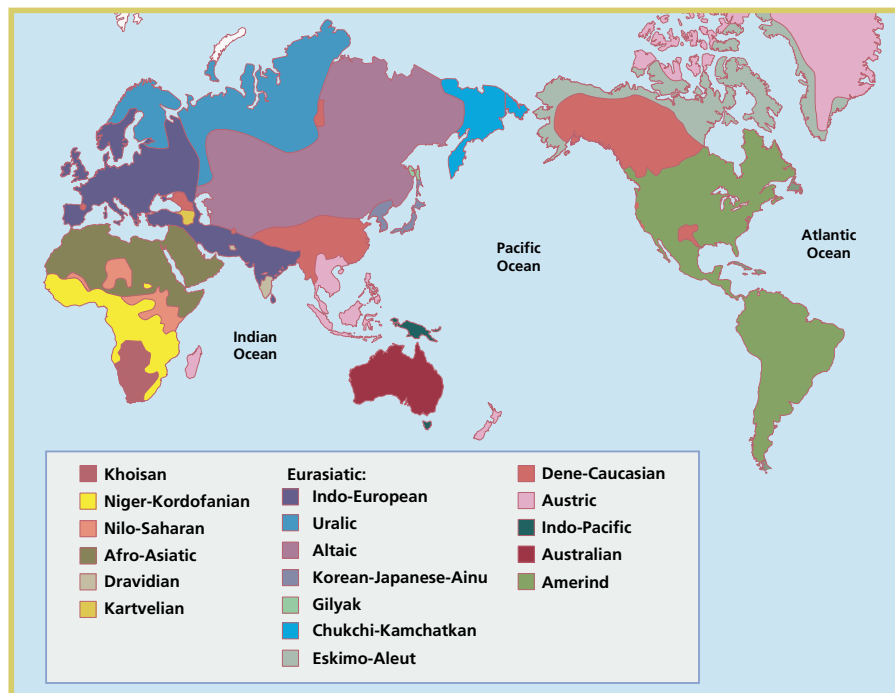 Pacific
Ocean
Atlantic
Ocean
Indian
Ocean
Khoisan
Niger-Kordofanian
Nilo-Saharan
Afro-Asiatic
Dravidian
Kartvelian
Eurasiatic:
Indo-European
Uralic
Altaic
Korean-Japanese-Ainu
Gilyak
Chukchi-Kamchatkan
Eskimo-Aleut
Dene-Caucasian
Austric
Indo-Pacific
Australian
Amerind